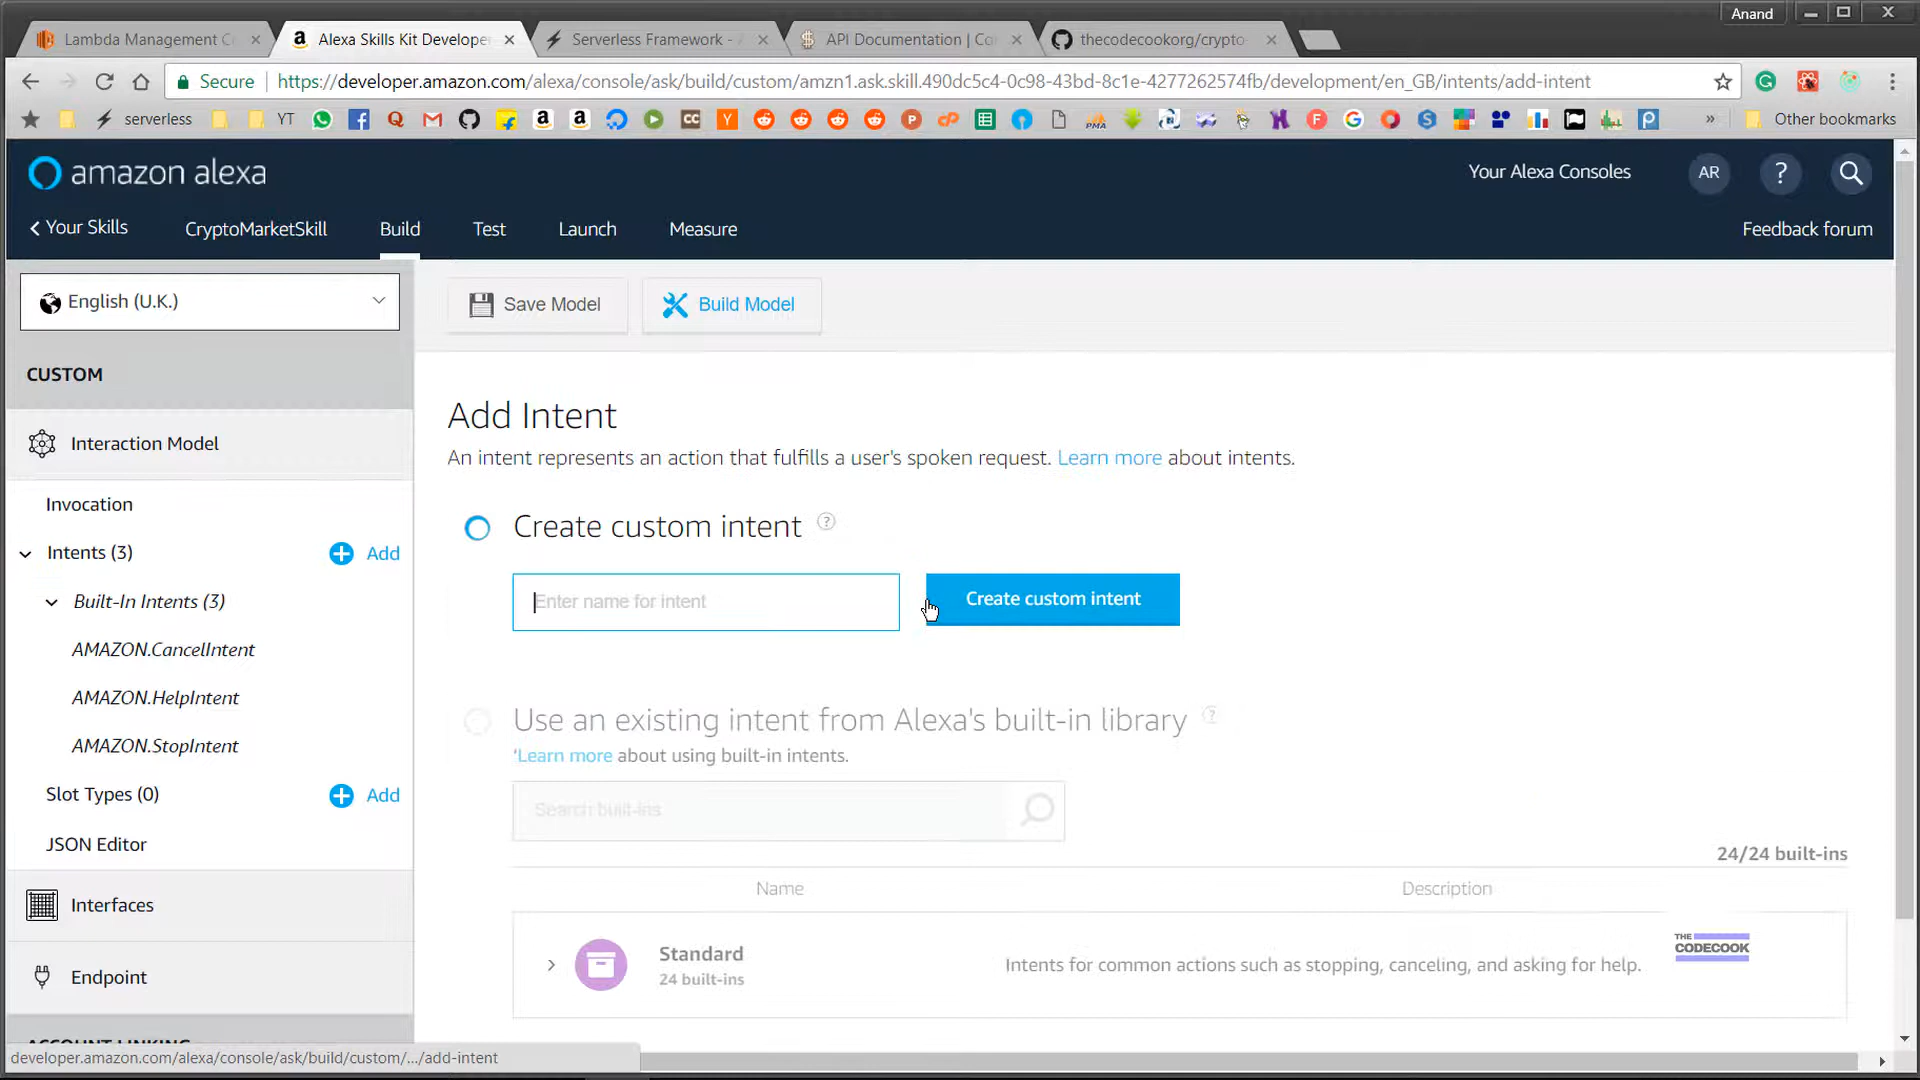 Anand
Lambda Management C
Alexa Skills Kit Develope
Serverless Framework -
API Documentation | Co
thecodecookorg/crypto-
Secure
https://developer.amazon.com/alexa/console/ask/build/custom/amzn1.ask.skill.490dc5c4-0c98-43bd-8c1e-4277262574fb/development/en_GB/intents/add-intent
serverless
YT
CC
PMA
»
Other bookmarks
amazon alexa
Your Alexa Consoles
AR
?
Your Skills
CryptoMarketSkill
Build
Test
Launch
Measure
Feedback forum
English (U.K.)
Save Model
Build Model
CUSTOM
Interaction Model
Invocation
Intents (3)
Add
Built-In Intents (3)
AMAZON.CancelIntent
AMAZON.HelpIntent
AMAZON.StopIntent
Slot Types (0)
Add
JSON Editor
Interfaces
Endpoint
ACCOUNT LINKING
Add Intent
An intent represents an action that fulfills a user's spoken request. Learn more about intents.
Create custom intent ?
Enter name for intent
Create custom intent
Use an existing intent from Alexa's built-in library ?
'Learn more about using built-in intents.
Search built-ins
24/24 built-ins
Name
Description
Standard
24 built-ins
Intents for common actions such as stopping, canceling, and asking for help.
THE
CODECOOK
developer.amazon.com/alexa/console/ask/build/custom/.../add-intent